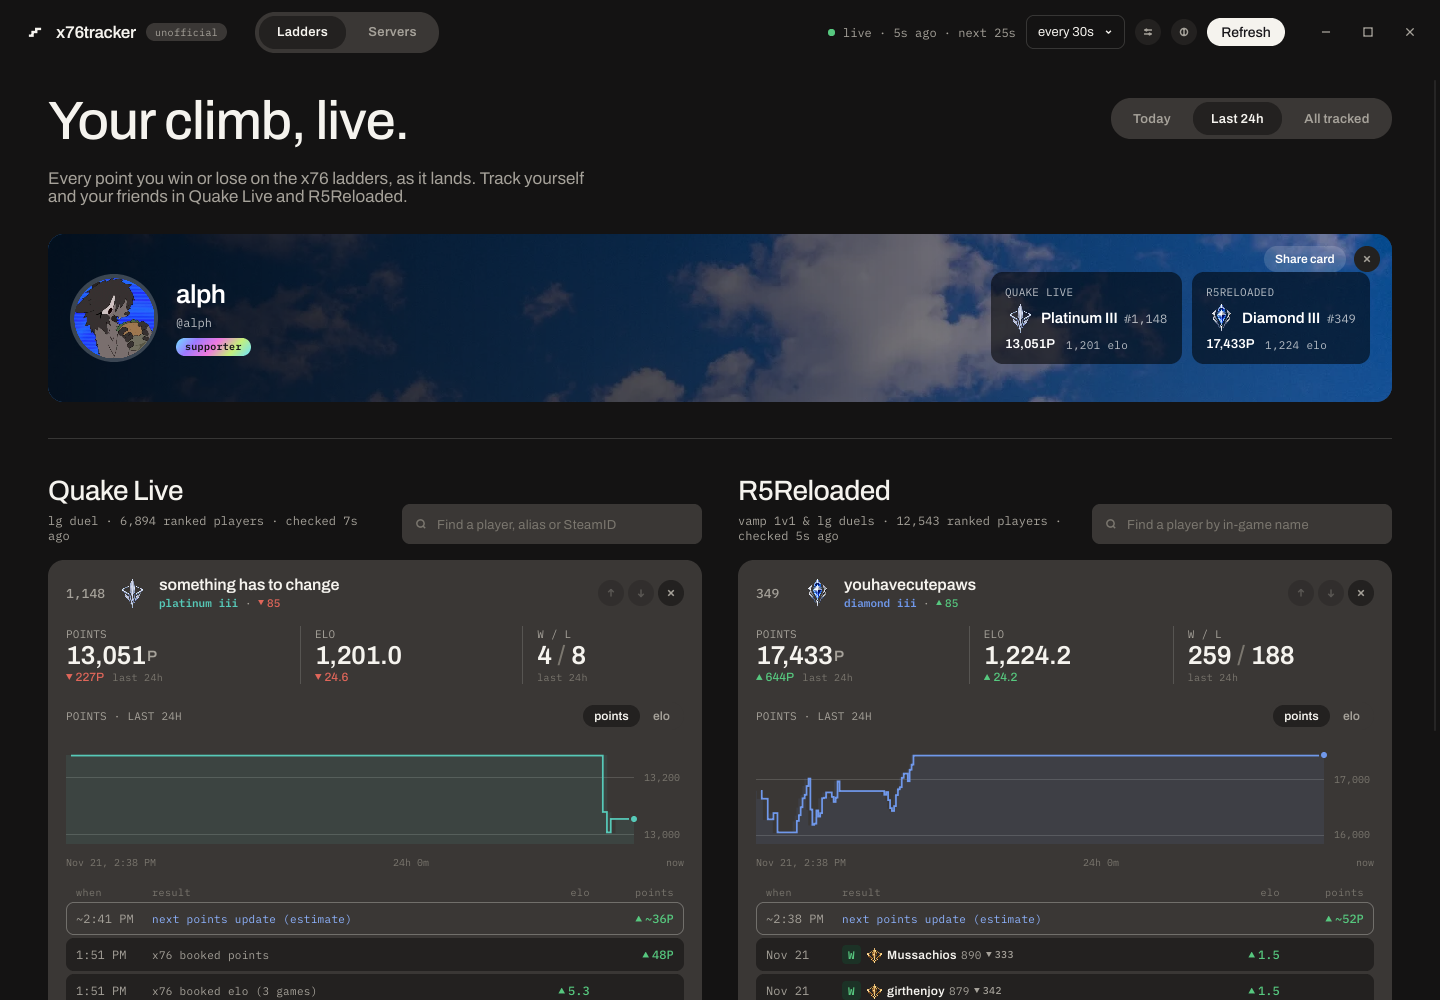 x76tracker unofficial Ladders Servers live · 5s ago · next 25s every 30s Refresh
Your climb, live.
Today Last 24h All tracked
Every point you win or lose on the x76 ladders, as it lands. Track yourself
and your friends in Quake Live and R5Reloaded.
Share card
alph
@alph
supporter
QUAKE LIVE
Platinum III #1,148
13,051P 1,201 elo
R5RELOADED
Diamond III #349
17,433P 1,224 elo
Quake Live
lg duel · 6,894 ranked players · checked 7s
ago
Find a player, alias or SteamID
1,148 something has to change
platinum iii · ▼85
POINTS ELO W / L
13,051P 1,201.0 4 / 8
▼227P last 24h ▼24.6 last 24h
POINTS · LAST 24H points elo
13,200
13,000
Nov 21, 2:38 PM 24h 0m now
when result elo points
~2:41 PM next points update (estimate) ▲~36P
1:51 PM x76 booked points ▲48P
1:51 PM x76 booked elo (3 games) ▲5.3
R5Reloaded
vamp 1v1 & lg duels · 12,543 ranked players ·
checked 5s ago
Find a player by in-game name
349 youhavecutepaws
diamond iii · ▲85
POINTS ELO W / L
17,433P 1,224.2 259 / 188
▲644P last 24h ▲24.2 last 24h
POINTS · LAST 24H points elo
17,000
16,000
Nov 21, 2:38 PM 24h 0m now
when result elo points
~2:38 PM next points update (estimate) ▲~52P
Nov 21 W Mussachios 890 ▼333 ▲1.5
Nov 21 W girthenjoy 879 ▼342 ▲1.5